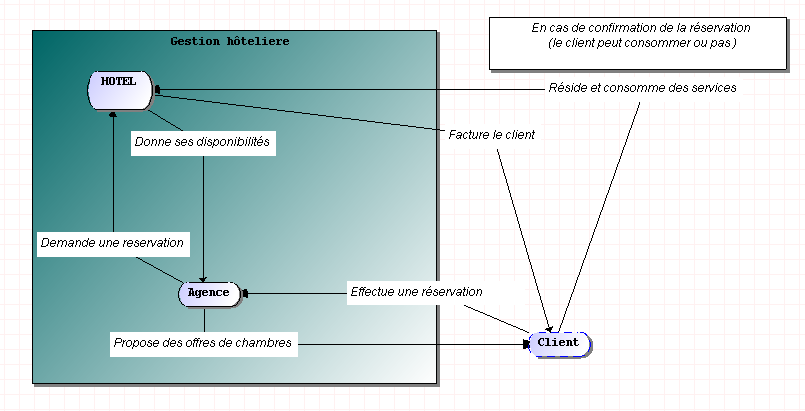 En cas de confirmation de la réservation
(le client peut consommer ou pas)
Gestion hôteliere
HOTEL
Réside et consomme des services
Facture le client
Donne ses disponibilités
Demande une reservation
Agence
Effectue une réservation
Propose des offres de chambres
Client